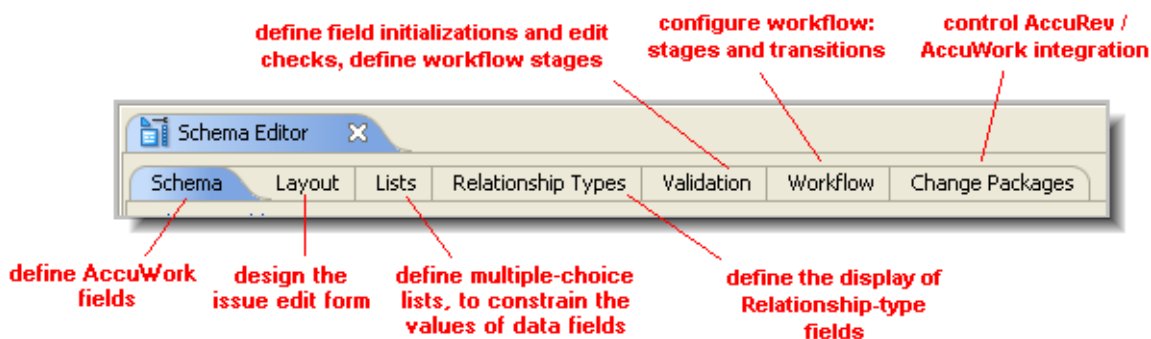 define field initializations and edit
checks, define workflow stages
configure workflow:
stages and transitions
control AccuRev /
AccuWork integration
Schema Editor
Schema Layout Lists Relationship Types Validation Workflow Change Packages
define AccuWork
fields
design the
issue edit form
define multiple-choice
lists, to constrain the
values of data fields
define the display of
Relationship-type
fields